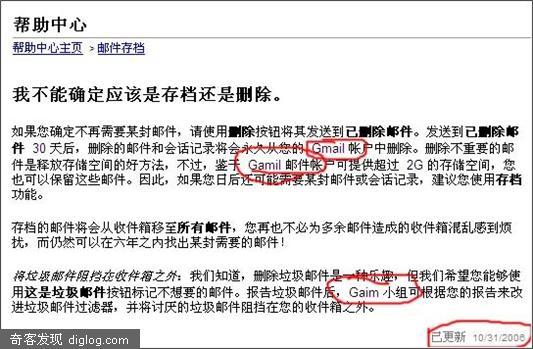 帮助中心
帮助中心主页 > 邮件存档
我不能确定应该是存档还是删除。
如果您确定不再需要某封邮件，请使用删除按钮将其发送到已删除邮件。发送到已删除邮
件 30 天后，删除的邮件和会话记录将会永久从您的 Gmail 帐户中删除。删除不重要的邮
件是释放存储空间的好方法，不过，鉴于 Gamil 邮件帐户可提供超过 2G 的存储空间，您
也可以保留这些邮件。因此，如果您日后还可能需要某封邮件或会话记录，建议您使用存档
功能。
存档的邮件将会从收件箱移至所有邮件，您再也不必为多余邮件造成的收件箱混乱感到烦
扰，而仍然可以在六年之内找出某封需要的邮件！
将垃圾邮件阻挡在收件箱之外：我们知道，删除垃圾邮件是一种乐趣，但我们希望您能够使
用这是垃圾邮件按钮标记不想要的邮件。报告垃圾邮件后，Gaim 小组可根据您的报告来改
进垃圾邮件过滤器，并将讨厌的垃圾邮件阻挡在您的收件箱之外。
已更新 10/31/2006
奇客发现 diglog.com